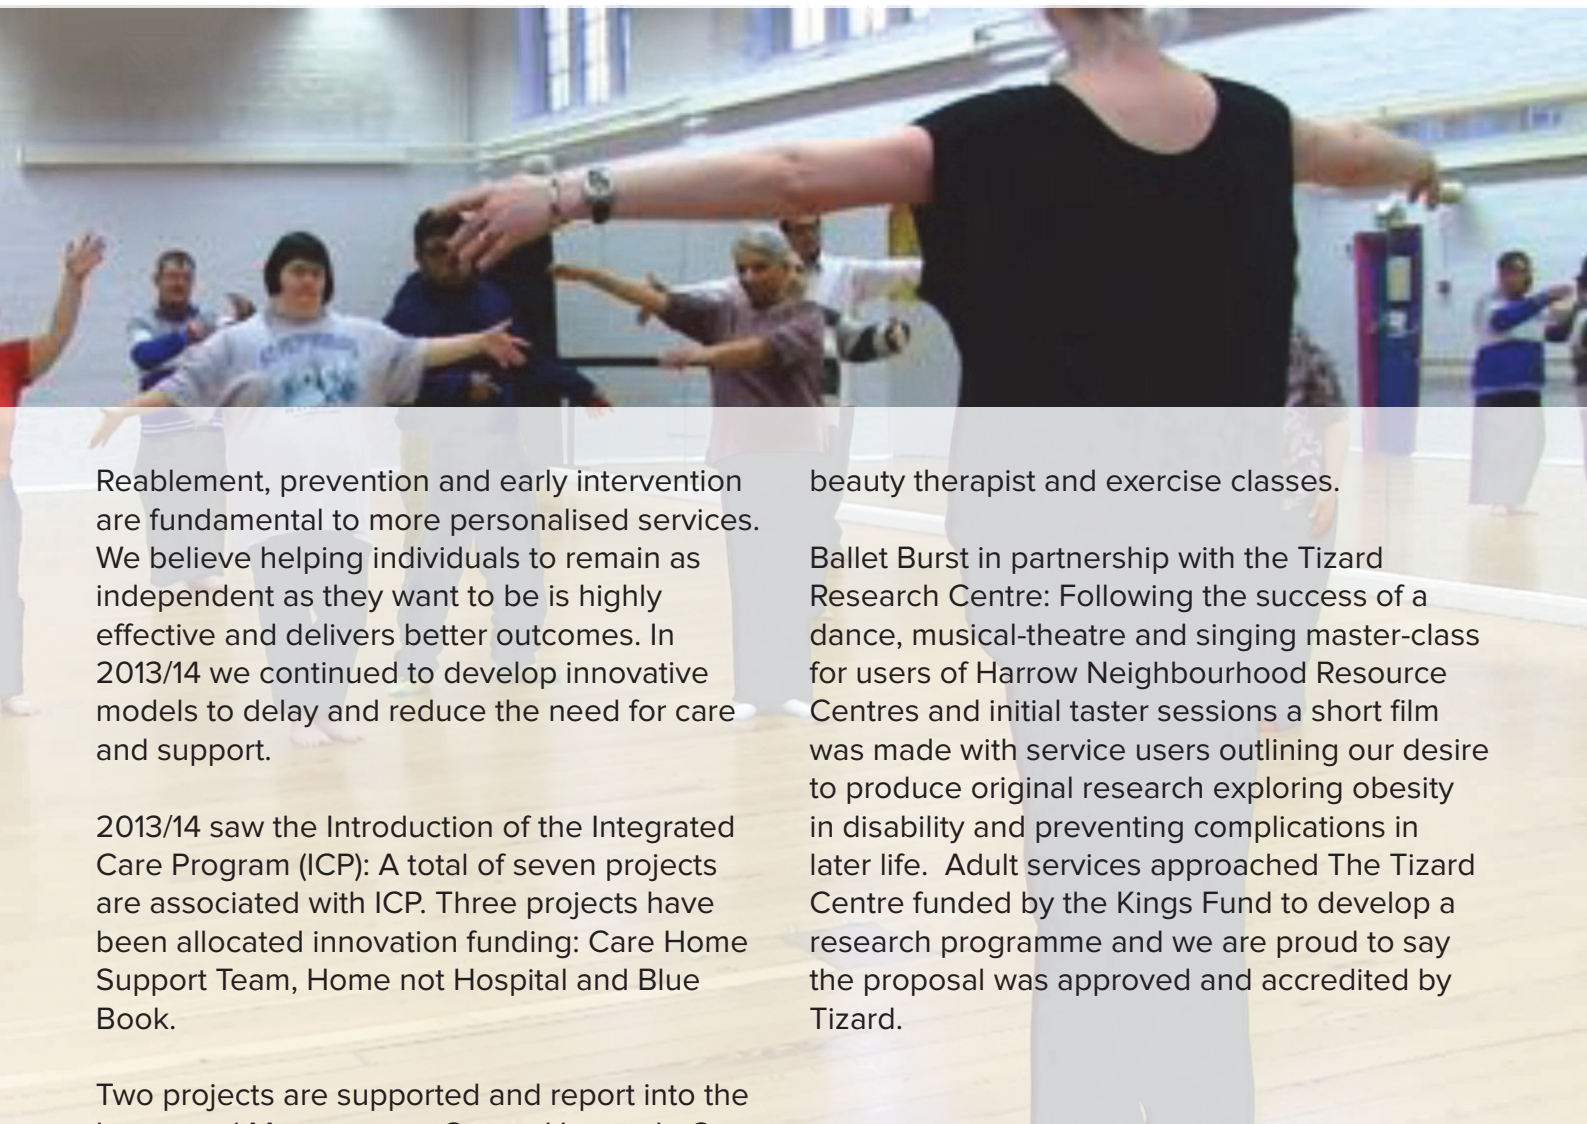 Reablement, prevention and early intervention
are fundamental to more personalised services.
We believe helping individuals to remain as
independent as they want to be is highly
effective and delivers better outcomes. In
2013/14 we continued to develop innovative
models to delay and reduce the need for care
and support.
2013/14 saw the Introduction of the Integrated
Care Program (ICP): A total of seven projects
are associated with ICP. Three projects have
been allocated innovation funding: Care Home
Support Team, Home not Hospital and Blue
Book.
Two projects are supported and report into the
beauty therapist and exercise classes.
Ballet Burst in partnership with the Tizard
Research Centre: Following the success of a
dance, musical-theatre and singing master-class
for users of Harrow Neighbourhood Resource
Centres and initial taster sessions a short film
was made with service users outlining our desire
to produce original research exploring obesity
in disability and preventing complications in
later life.  Adult services approached The Tizard
Centre funded by the Kings Fund to develop a
research programme and we are proud to say
the proposal was approved and accredited by
Tizard.